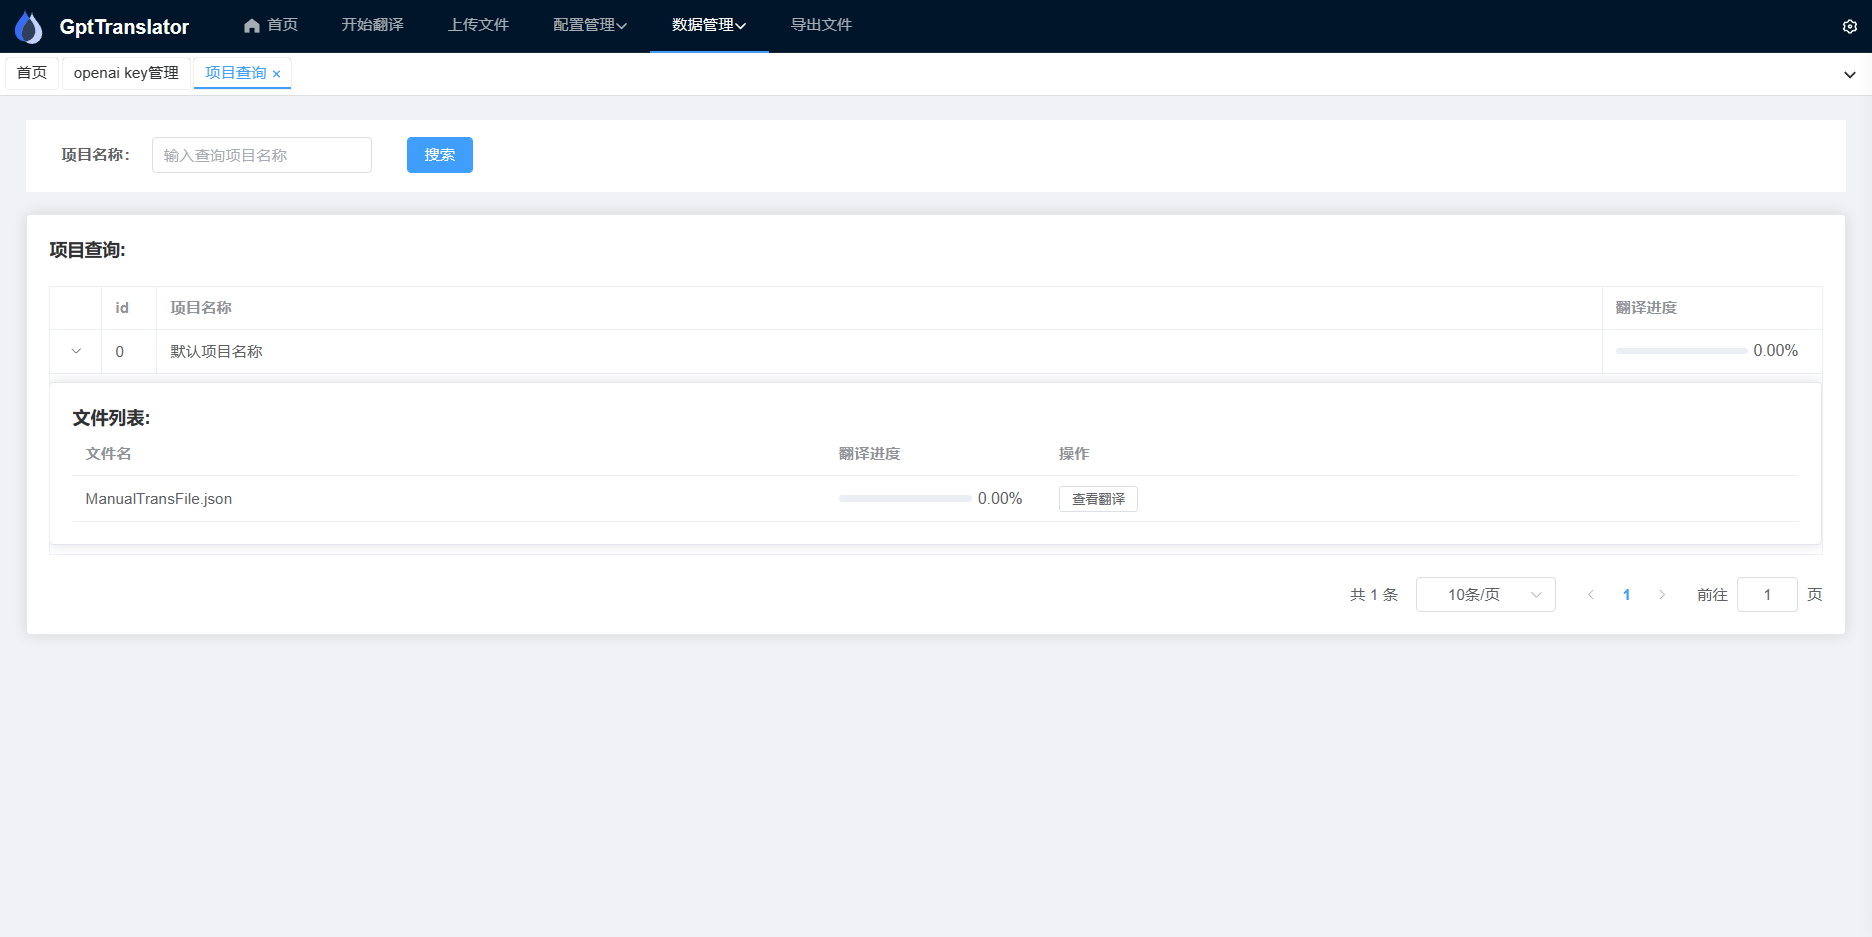 GptTranslator 首页 开始翻译 上传文件 配置管理 数据管理 导出文件
首页 openai key管理 项目查询 ×
项目名称： 输入查询项目名称 搜索
项目查询:
id 项目名称 翻译进度
0 默认项目名称 0.00%
文件列表:
文件名 翻译进度 操作
ManualTransFile.json 0.00% 查看翻译
共 1 条 10条/页 1 前往 1 页